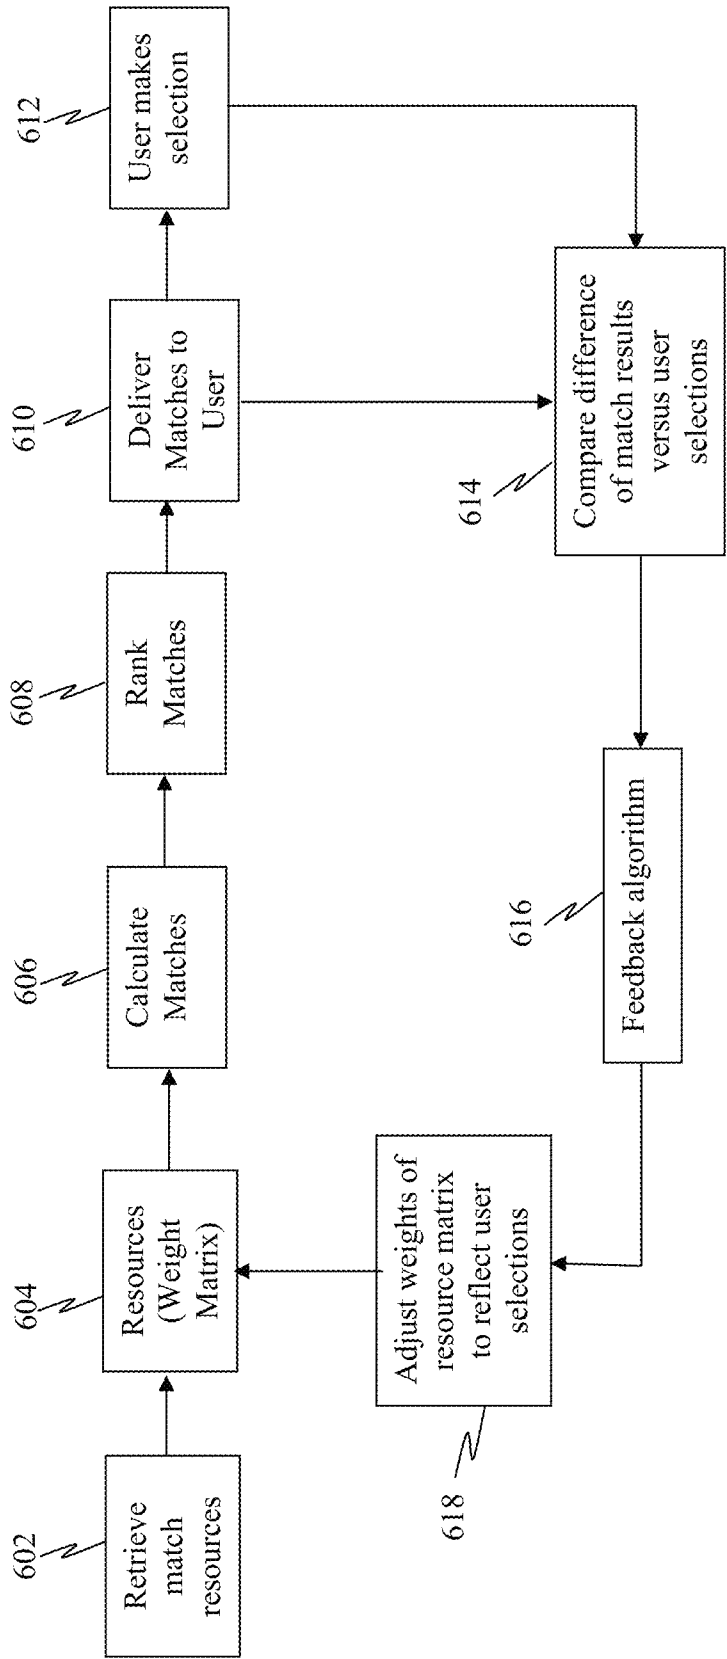 602
Retrieve
match
resources
604
Resources
(Weight
Matrix)
606
Calculate
Matches
608
Rank
Matches
610
Deliver
Matches to
User
612
User makes
selection
614
Compare difference
of match results
versus user
selections
616
Feedback algorithm
618
Adjust weights of
resource matrix
to reflect user
selections